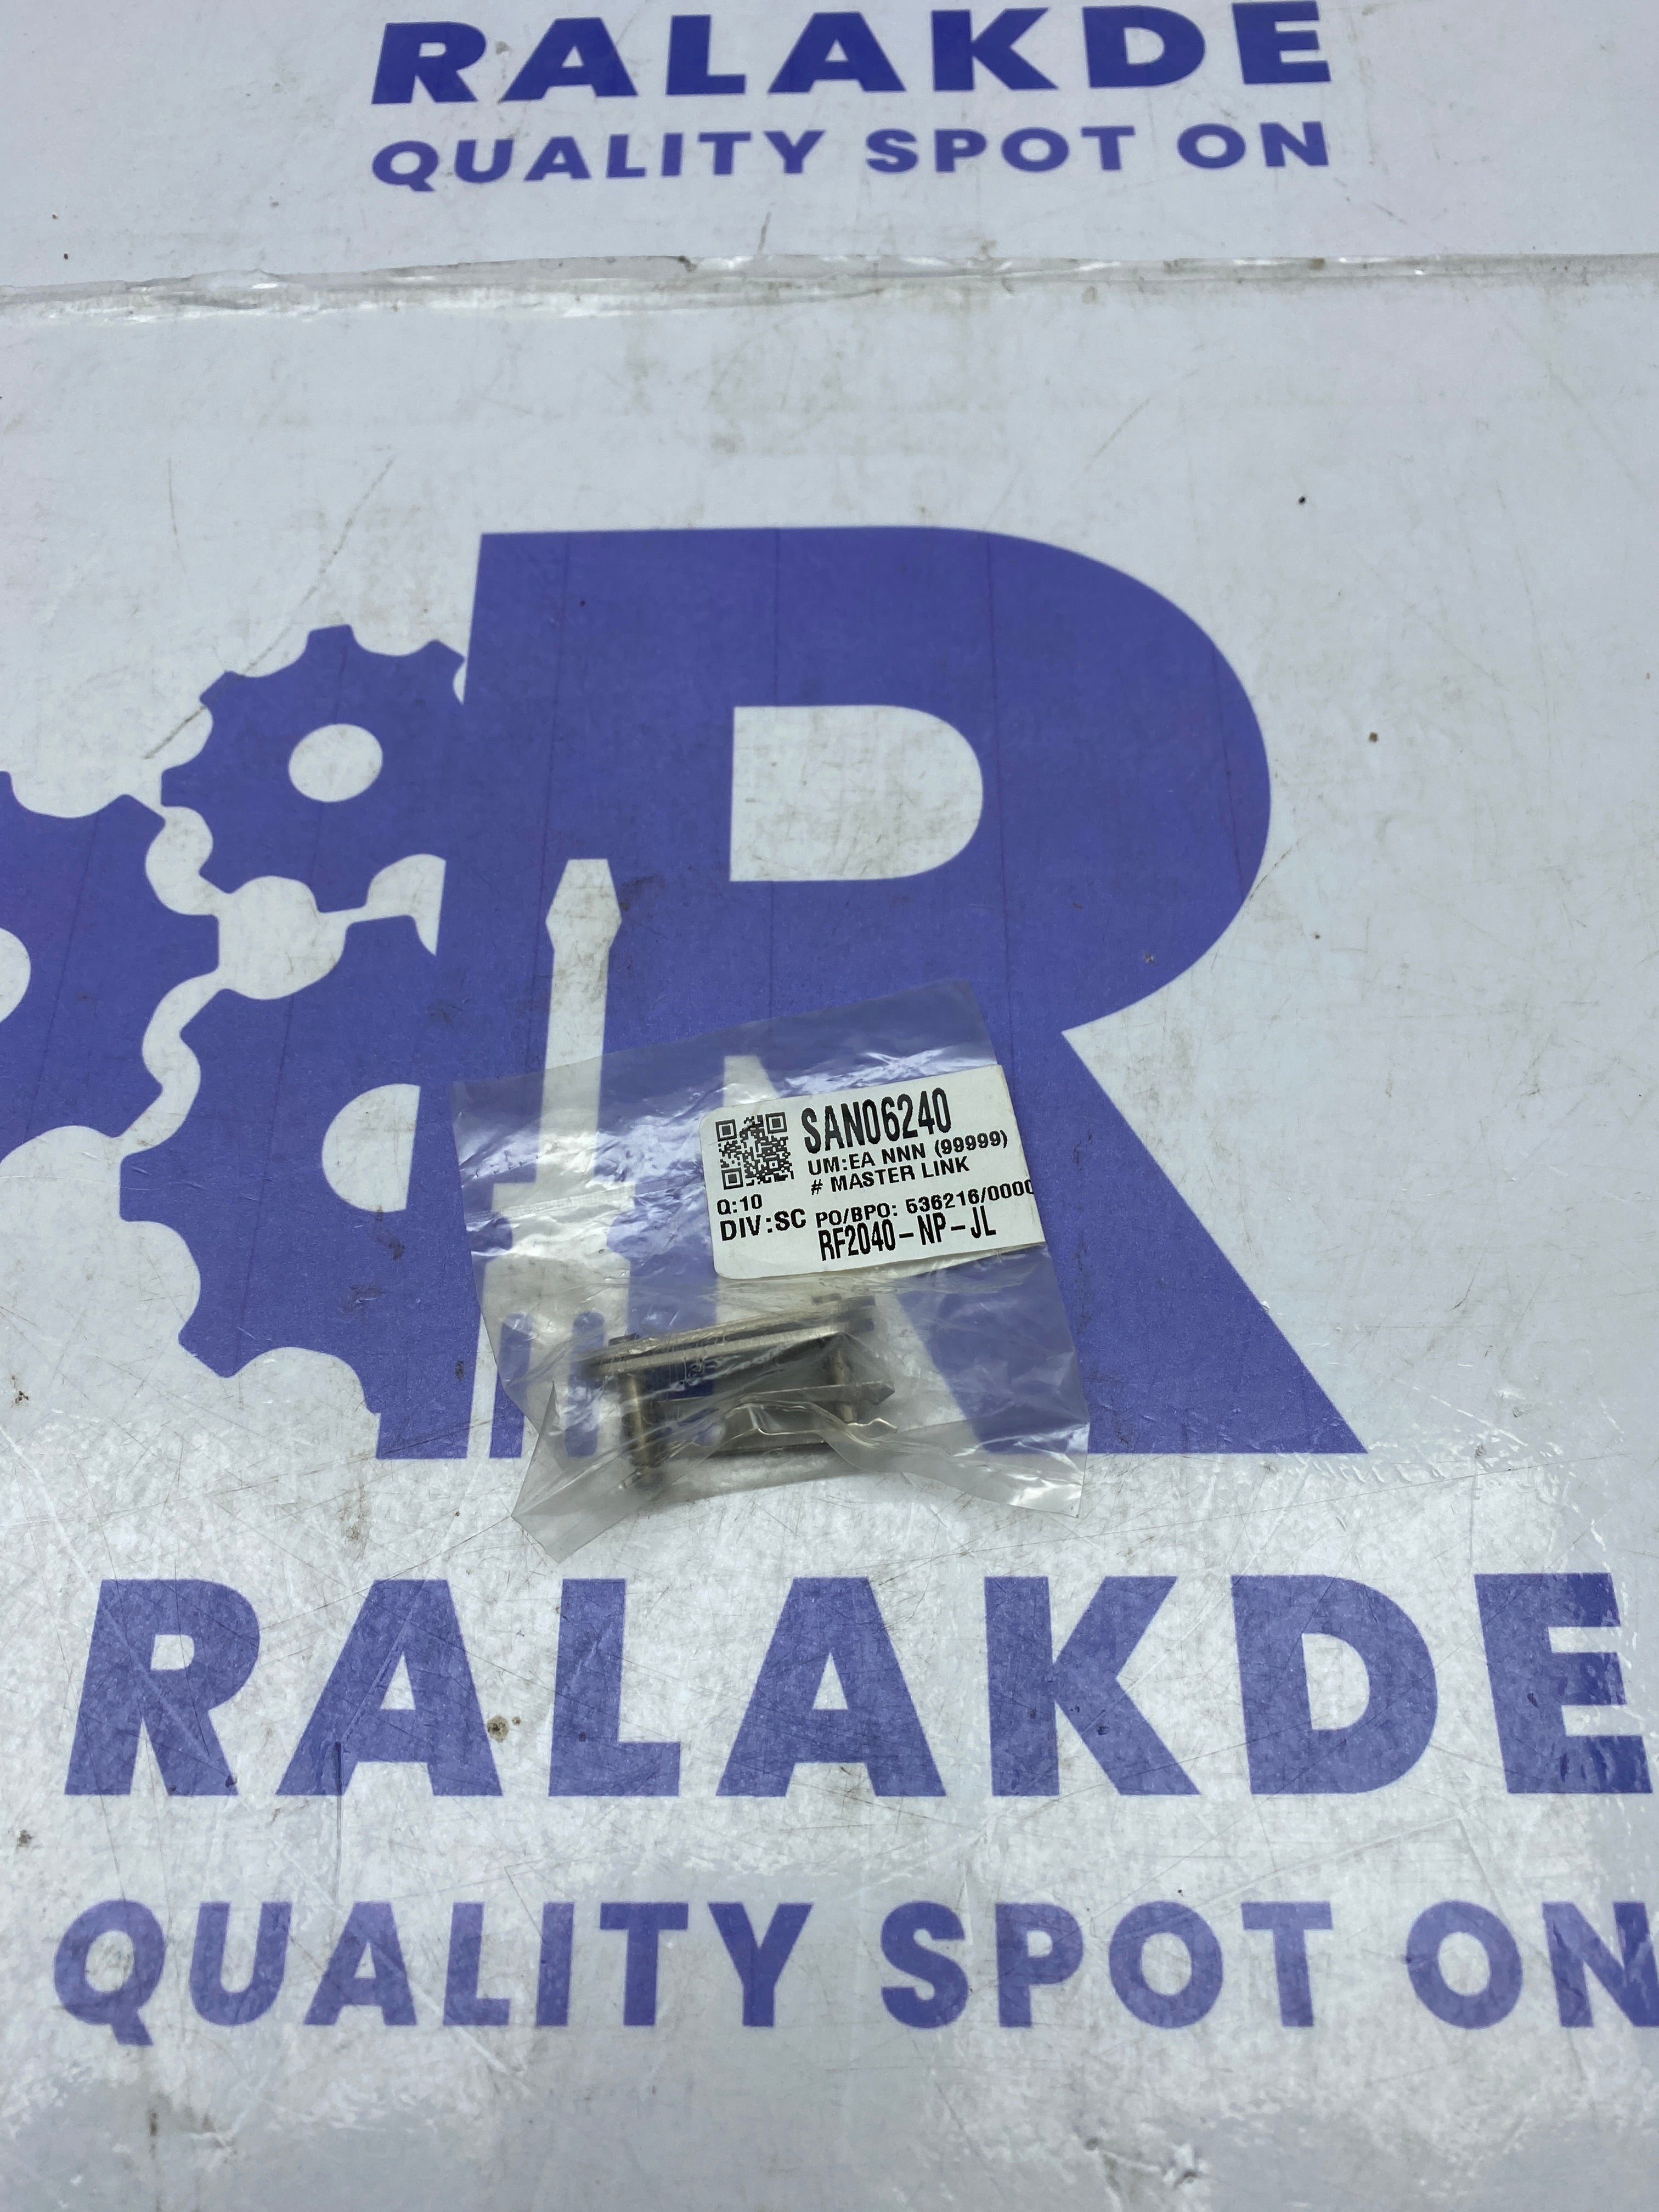 RALAKDE
QUALITY SPOT ON
SAN06240
UM:EA NNN (99999)
# MASTER LINK
Q:10
DIV:SC PO/BPO: 536216/0000
RF2040-NP-JL
RALAKDE
QUALITY SPOT ON